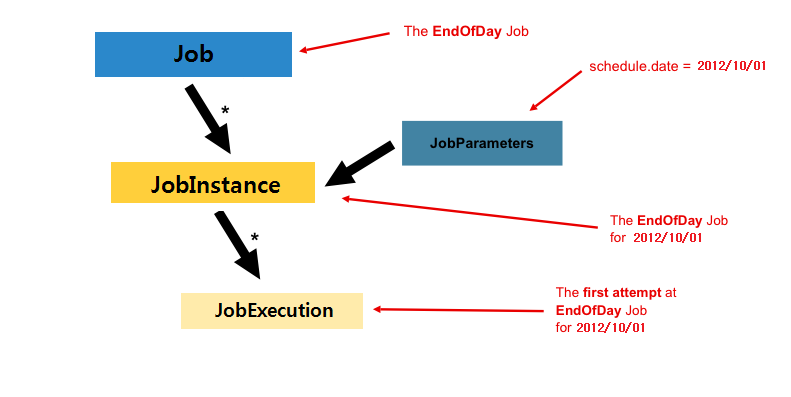 The EndOfDay Job
Job
schedule.date = 2012/10/01
*
JobParameters
JobInstance
The EndOfDay Job
for 2012/10/01
*
The first attempt at
EndOfDay Job
for 2012/10/01
JobExecution